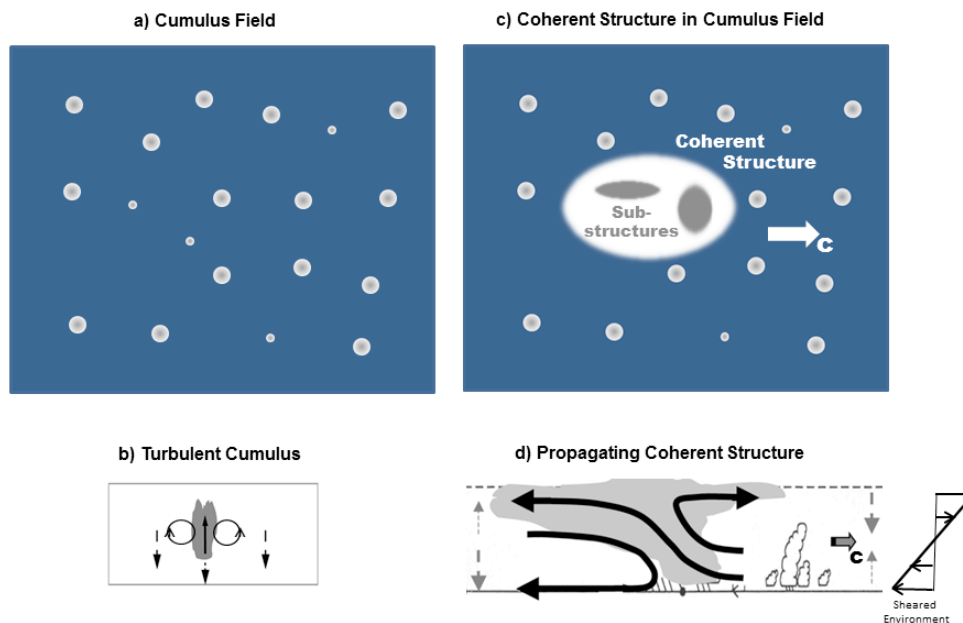 a) Cumulus Field
c) Coherent Structure in Cumulus Field
Coherent
Structure
Sub-
structures
C
b) Turbulent Cumulus
d) Propagating Coherent Structure
C
Sheared
Environment